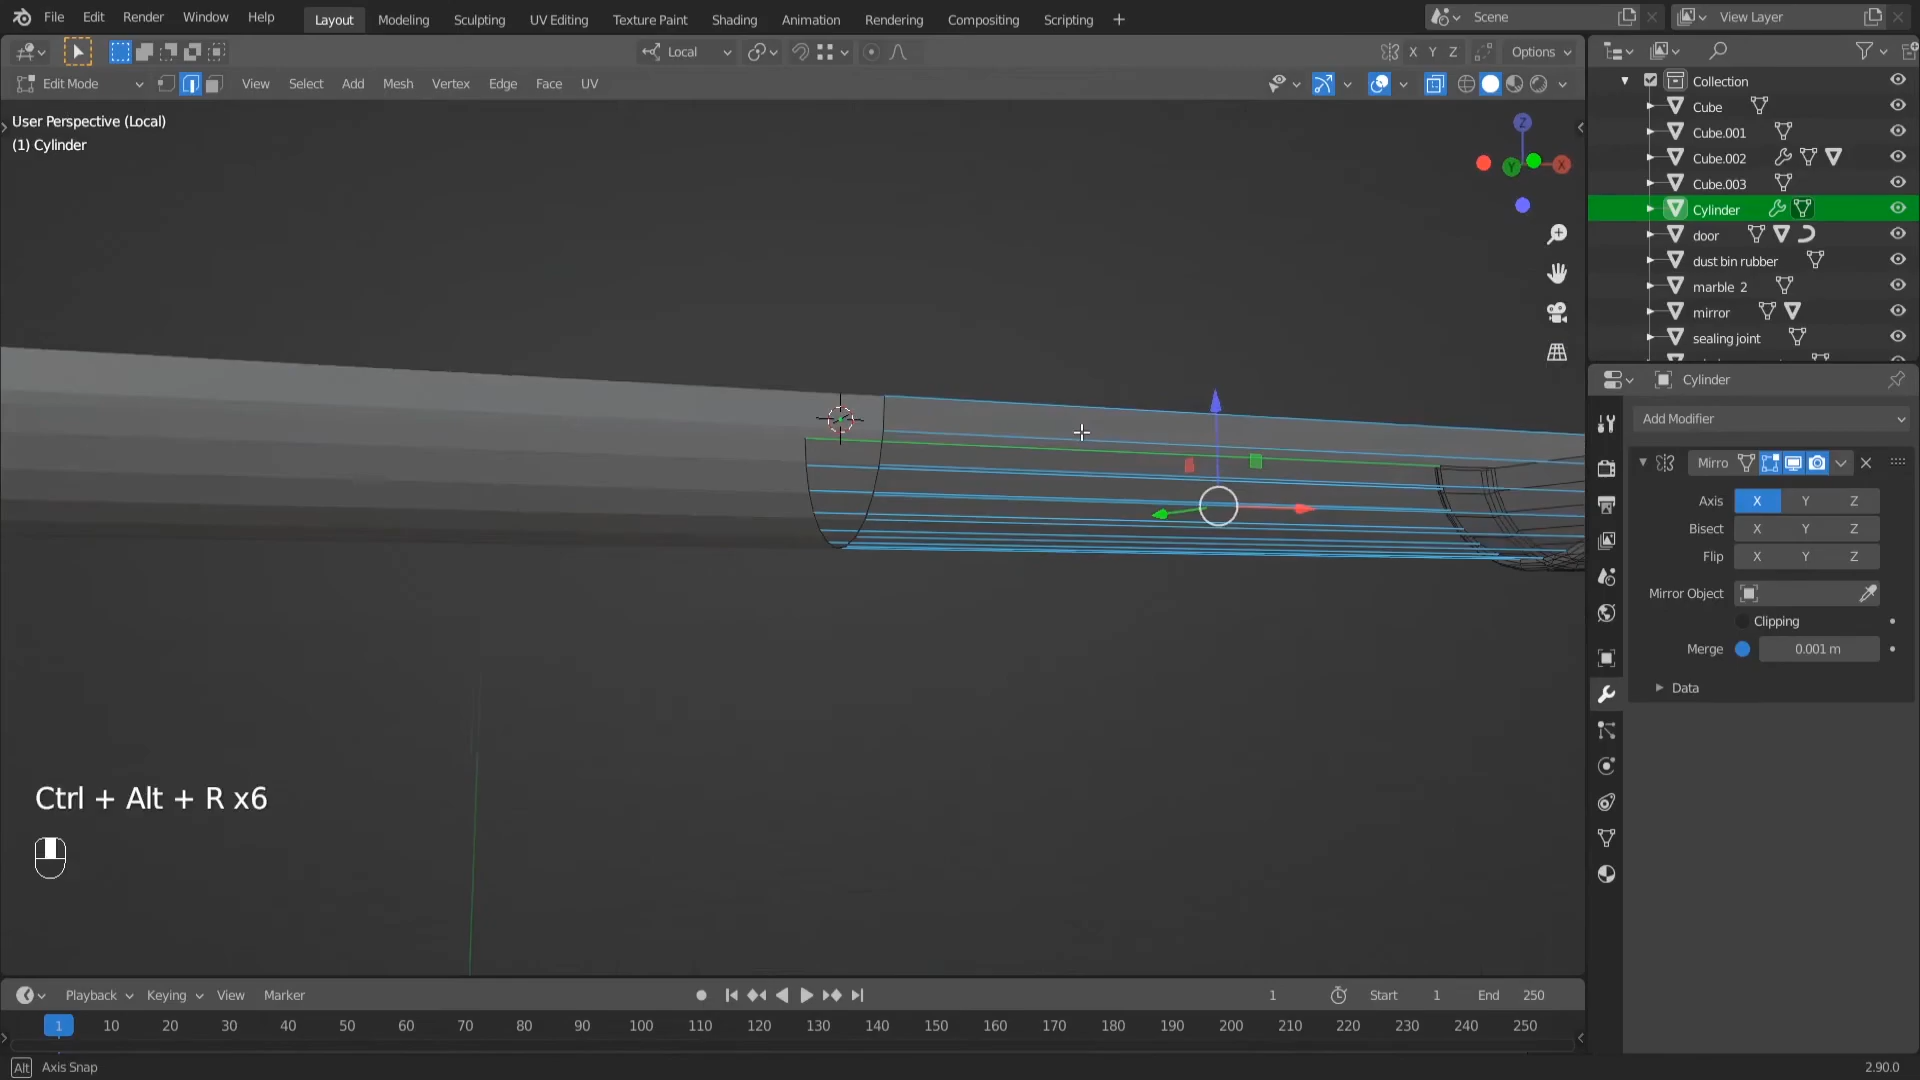 File Edit Render Window Help Layout Modeling Sculpting UV Editing Texture Paint Shading Animation Rendering Compositing Scripting + Scene View Layer
Local X Y Z Options
Edit Mode View Select Add Mesh Vertex Edge Face UV
User Perspective (Local)
(1) Cylinder
Z
X
Y
Collection
Cube
Cube.001
Cube.002
Cube.003
Cylinder
door
dust bin rubber
marble 2
mirror
sealing joint
Cylinder
Add Modifier
Mirro
Axis X Y Z
Bisect X Y Z
Flip X Y Z
Mirror Object
Clipping
Merge 0.001 m
Data
Ctrl + Alt + R x6
Playback Keying View Marker 1 Start 1 End 250
1 10 20 30 40 50 60 70 80 90 100 110 120 130 140 150 160 170 180 190 200 210 220 230 240 250
Alt Axis Snap 2.90.0